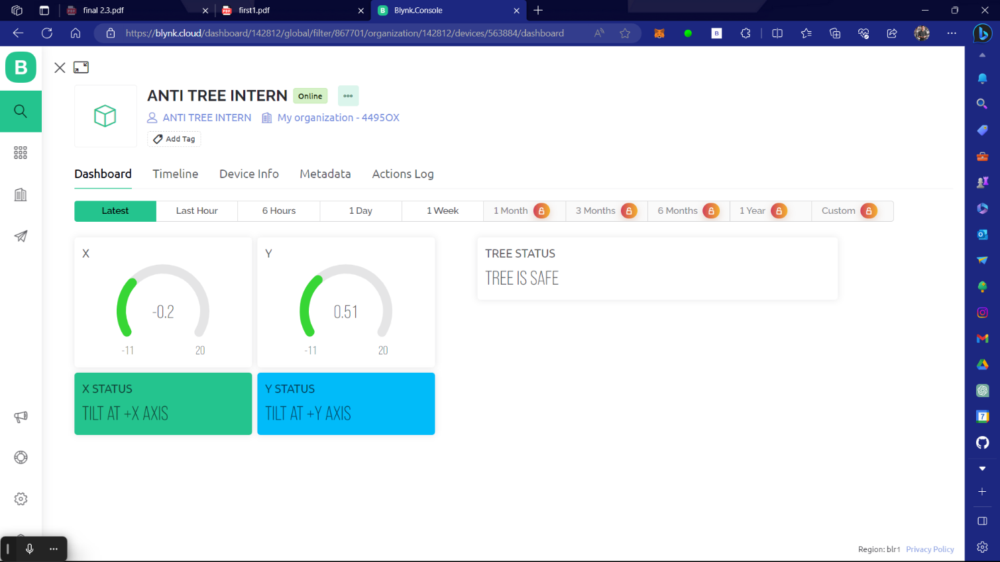 final 2.3.pdf
first1.pdf
Blynk.Console
https://blynk.cloud/dashboard/142812/global/filter/867701/organization/142812/devices/563884/dashboard
B
B
ANTI TREE INTERN
Online
ANTI TREE INTERN
My organization - 4495OX
Add Tag
Dashboard
Timeline
Device Info
Metadata
Actions Log
Latest
Last Hour
6 Hours
1 Day
1 Week
1 Month
3 Months
6 Months
1 Year
Custom
X
-0.2
-11
20
Y
0.51
-11
20
TREE STATUS
TREE IS SAFE
X STATUS
TILT AT +X AXIS
Y STATUS
TILT AT +Y AXIS
7
Region: blr1
Privacy Policy